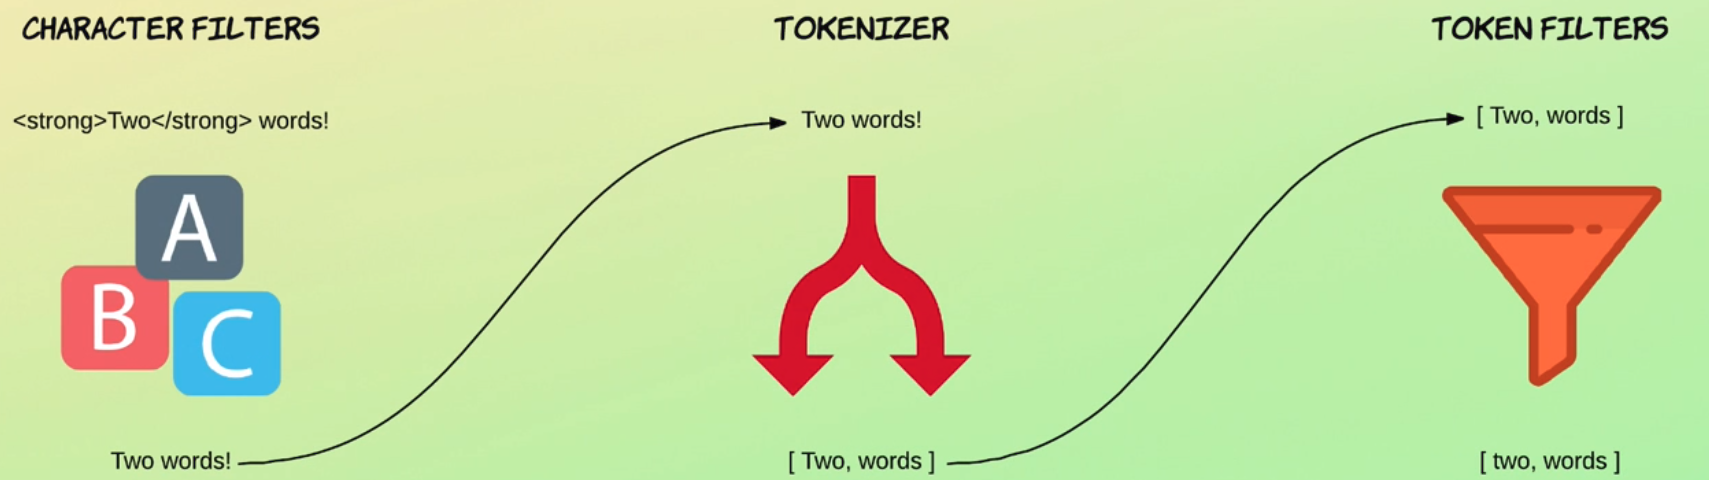 CHARACTER FILTERS
<strong>Two</strong> words!
A
B
C
Two words!
TOKENIZER
Two words!
[ Two, words ]
TOKEN FILTERS
[ Two, words ]
[ two, words ]